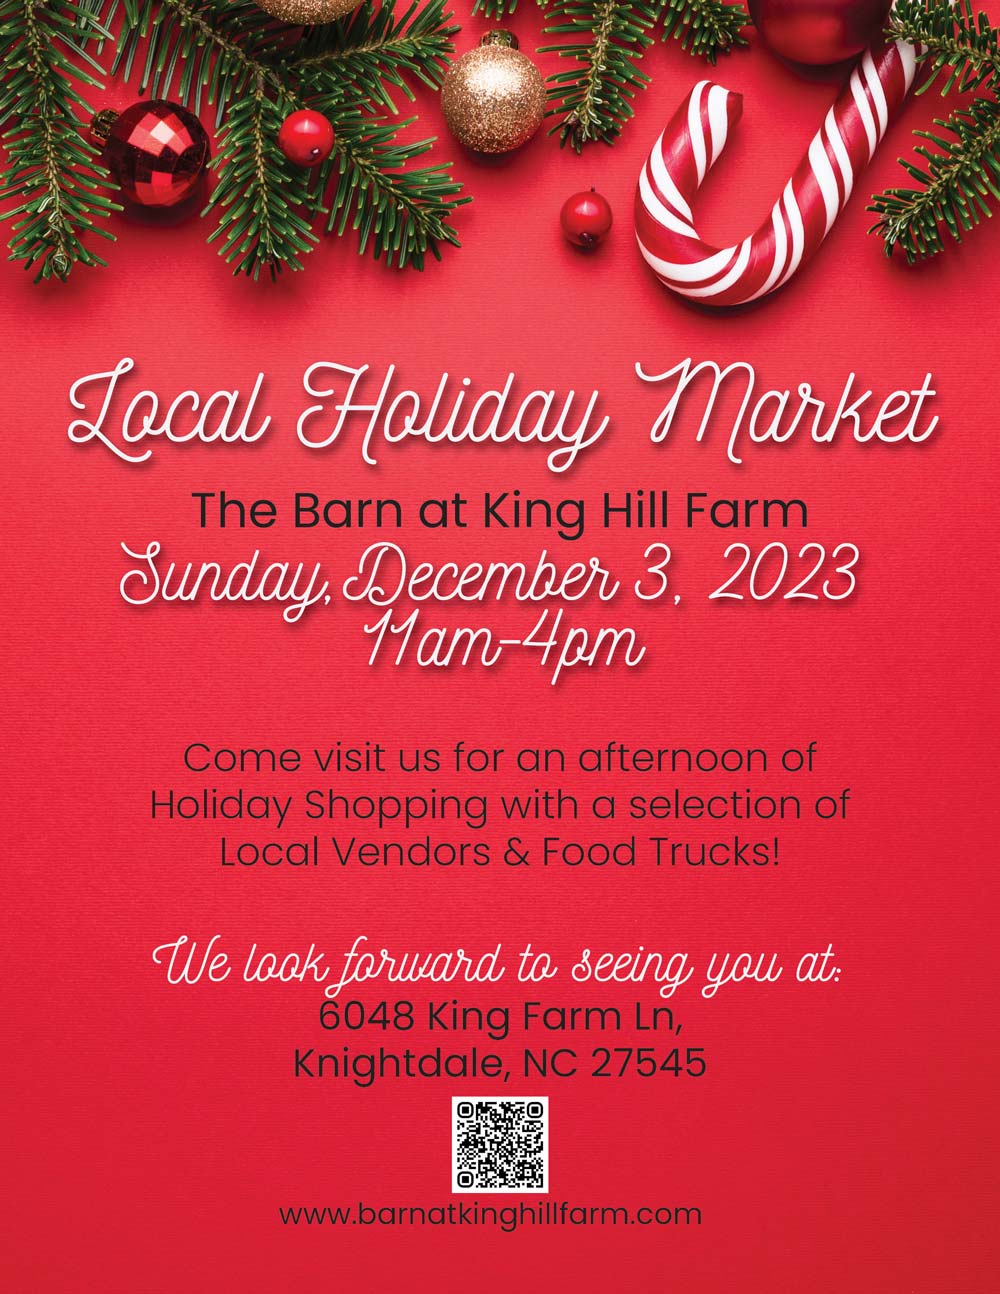 Local Holiday Market
The Barn at King Hill Farm
Sunday, December 3, 2023
11am-4pm
Come visit us for an afternoon of
Holiday Shopping with a selection of
Local Vendors & Food Trucks!
We look forward to seeing you at:
6048 King Farm Ln,
Knightdale, NC 27545
www.barnatkinghillfarm.com